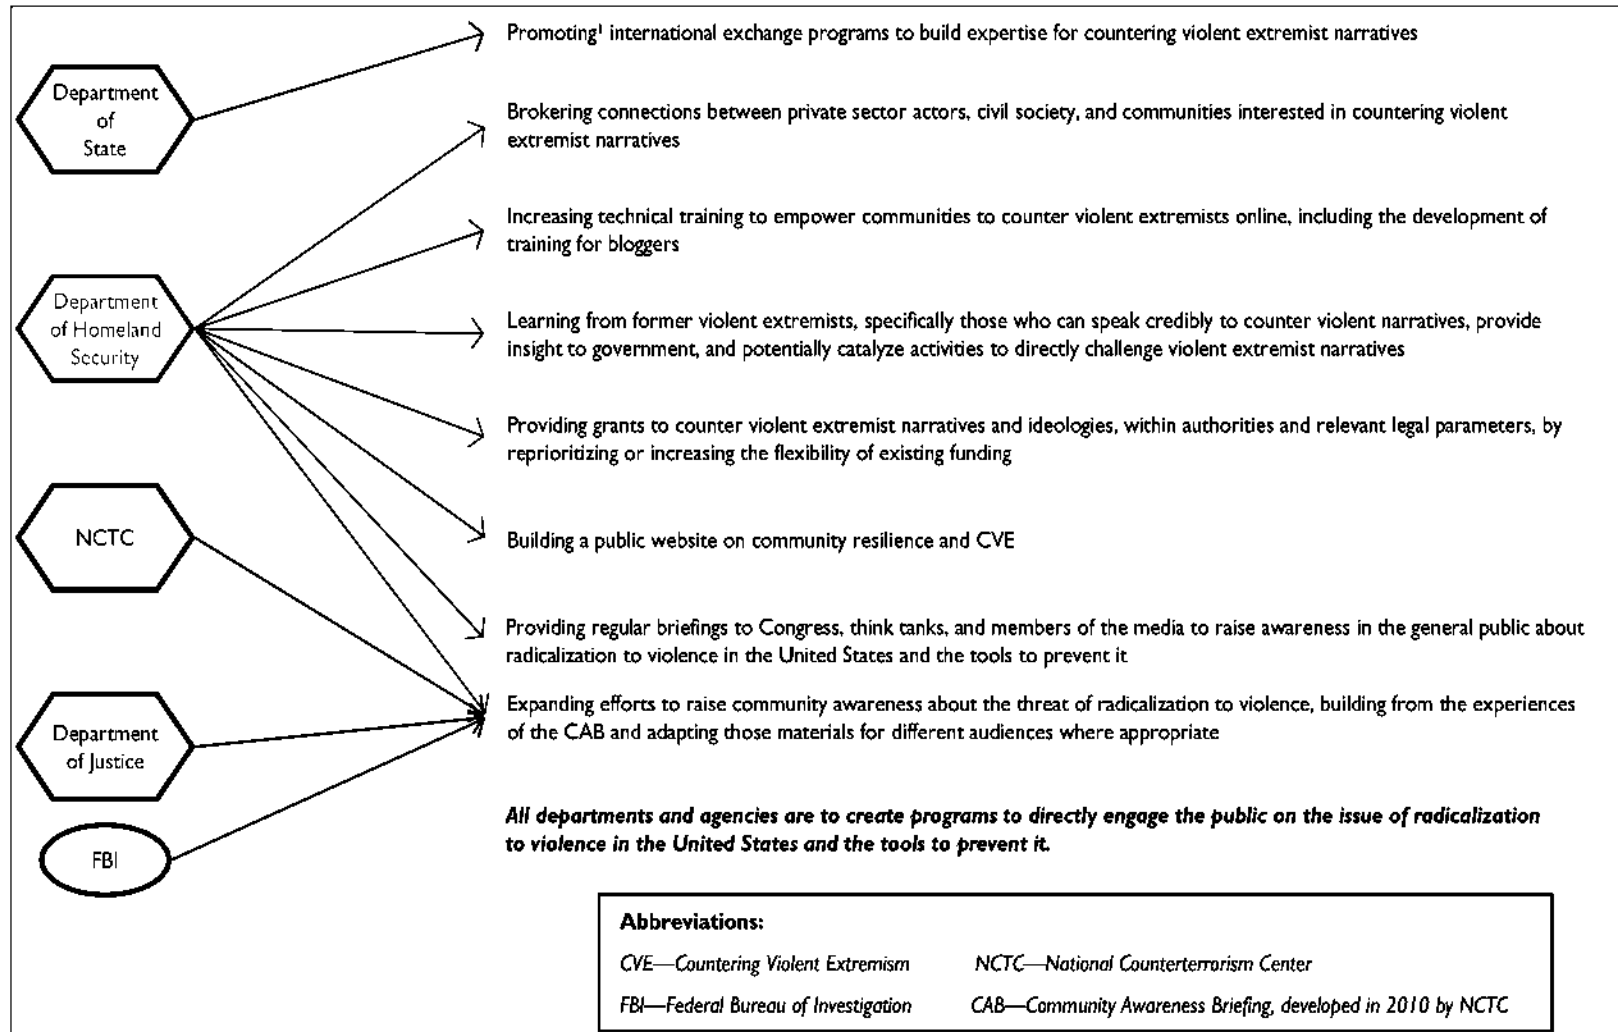 Promoting¹ international exchange programs to build expertise for countering violent extremist narratives
Department
of
State
Brokering connections between private sector actors, civil society, and communities interested in countering violent
extremist narratives
Increasing technical training to empower communities to counter violent extremists online, including the development of
training for bloggers
Department
of Homeland
Security
Learning from former violent extremists, specifically those who can speak credibly to counter violent narratives, provide
insight to government, and potentially catalyze activities to directly challenge violent extremist narratives
Providing grants to counter violent extremist narratives and ideologies, within authorities and relevant legal parameters, by
reprioritizing or increasing the flexibility of existing funding
NCTC
Building a public website on community resilience and CVE
Providing regular briefings to Congress, think tanks, and members of the media to raise awareness in the general public about
radicalization to violence in the United States and the tools to prevent it
Expanding efforts to raise community awareness about the threat of radicalization to violence, building from the experiences
of the CAB and adapting those materials for different audiences where appropriate
Department
of Justice
All departments and agencies are to create programs to directly engage the public on the issue of radicalization
to violence in the United States and the tools to prevent it.
FBI
Abbreviations:
CVE—Countering Violent Extremism NCTC—National Counterterrorism Center
FBI—Federal Bureau of Investigation CAB—Community Awareness Briefing, developed in 2010 by NCTC